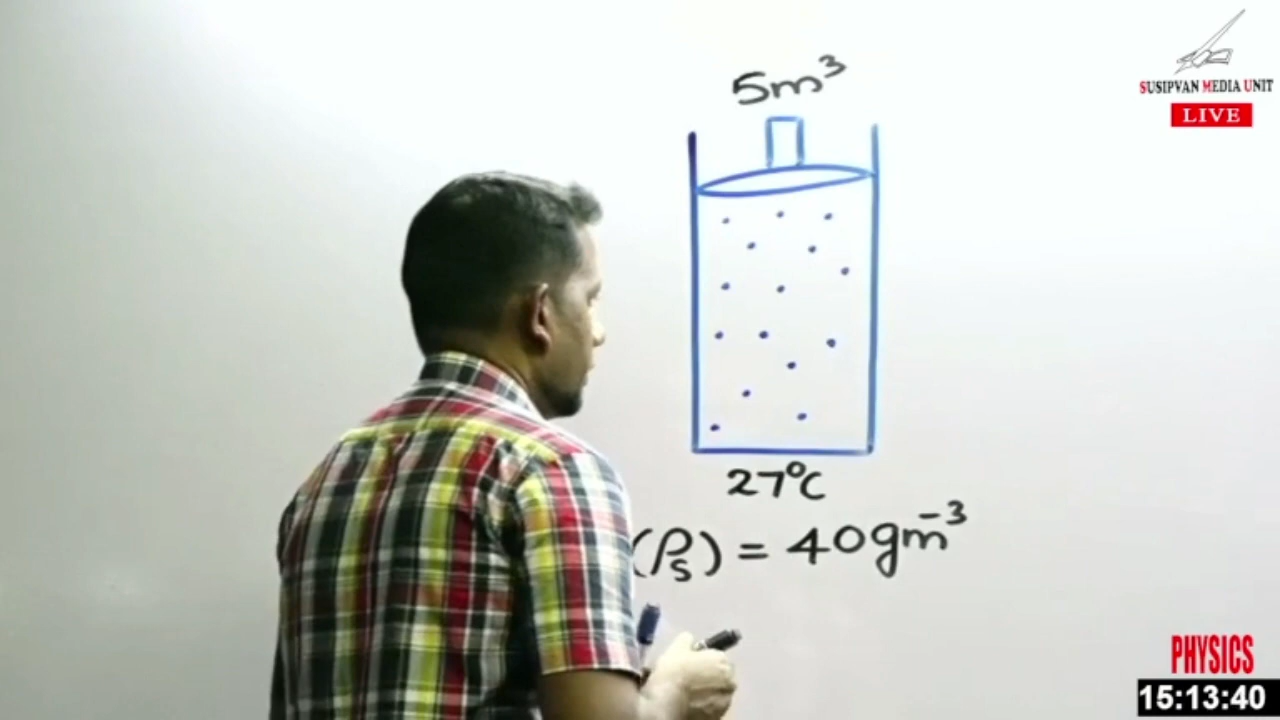 5m³
SUSIPVAN MEDIA UNIT
LIVE
27°C
(ρs) = 40gm⁻³
PHYSICS
15:13:40